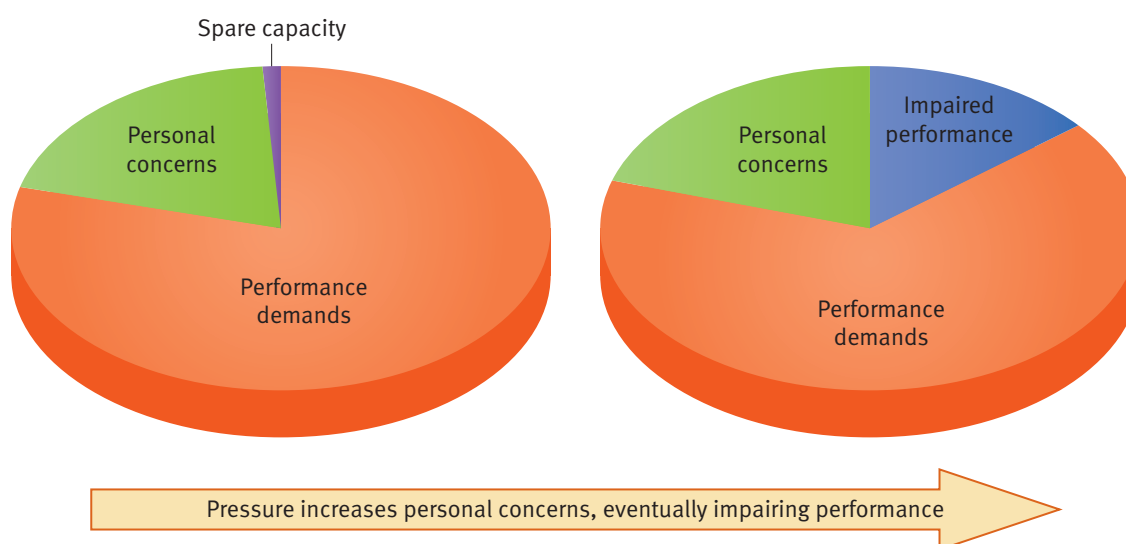 Spare capacity
Personal
concerns
Performance
demands
Personal
concerns
Impaired
performance
Performance
demands
Pressure increases personal concerns, eventually impairing performance